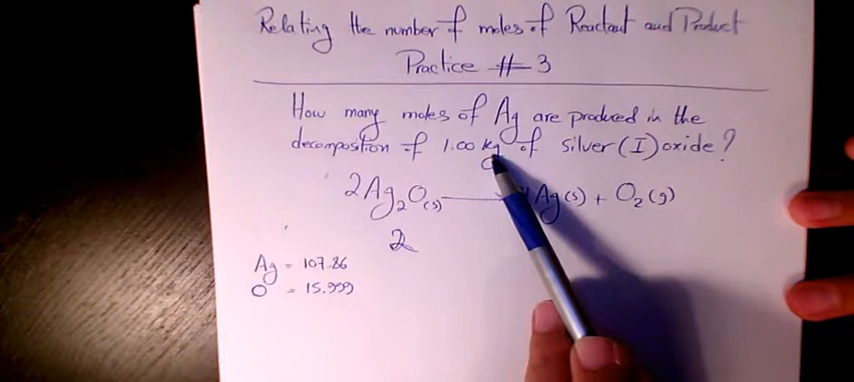 Relating the number of moles of Reactant and Product
Practice # 3
How many moles of Ag are produced in the
decomposition of 1.00 kg of silver (I) oxide?
2Ag₂O(s) → Ag(s) + O₂(g)
2
Ag = 107.86
O = 15.999